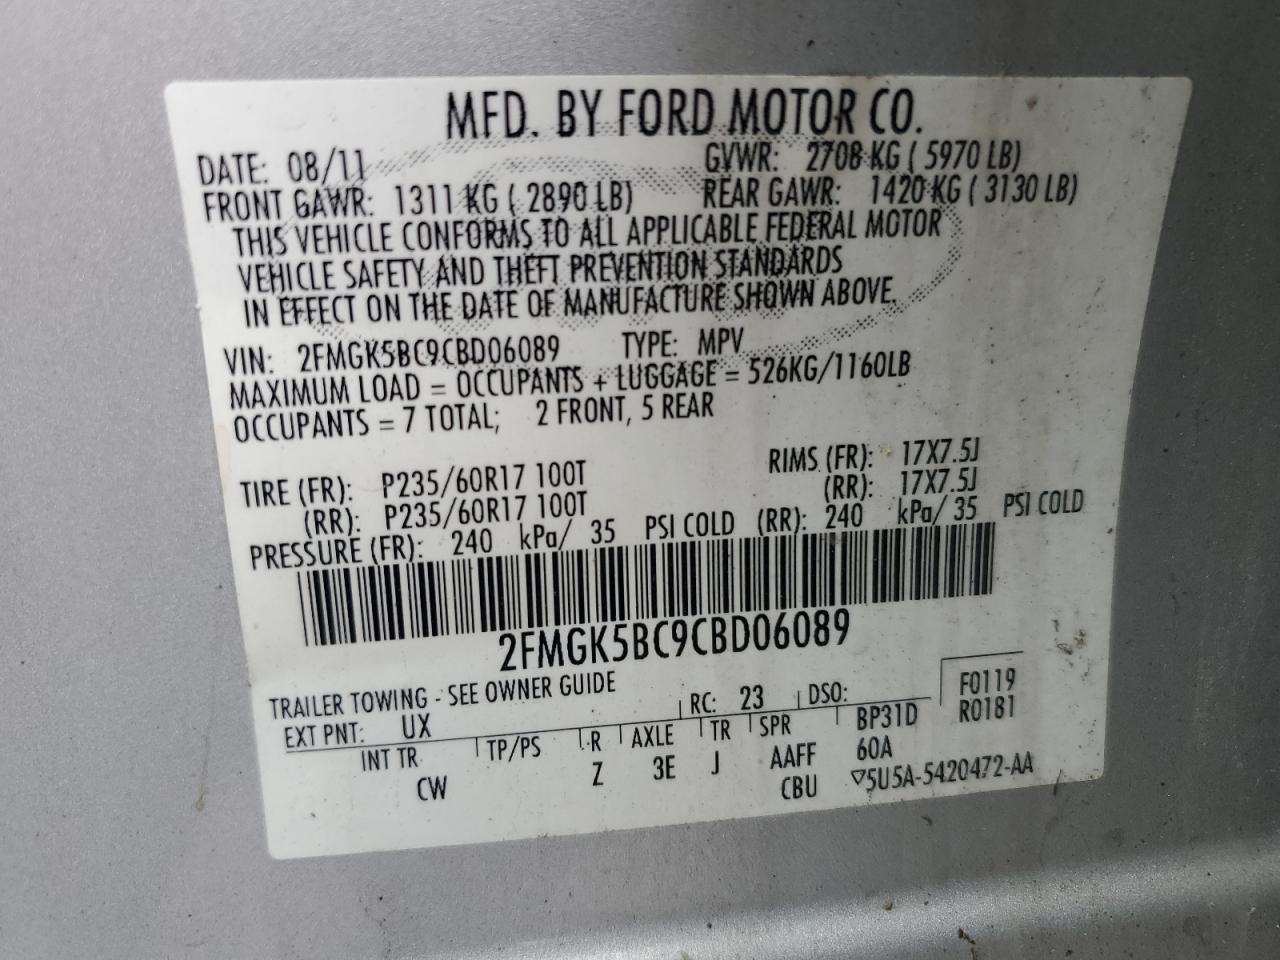 MFD. BY FORD MOTOR CO.
DATE: 08/11 GVWR: 2708 KG ( 5970 LB)
FRONT GAWR: 1311 KG ( 2890 LB) REAR GAWR: 1420 KG ( 3130 LB)
THIS VEHICLE CONFORMS TO ALL APPLICABLE FEDERAL MOTOR
VEHICLE SAFETY AND THEFT PREVENTION STANDARDS
IN EFFECT ON THE DATE OF MANUFACTURE SHOWN ABOVE.
VIN: 2FMGK5BC9CBD06089 TYPE: MPV
MAXIMUM LOAD = OCCUPANTS + LUGGAGE = 526KG/1160LB
OCCUPANTS = 7 TOTAL; 2 FRONT, 5 REAR
TIRE (FR): P235/60R17 100T RIMS (FR): 17X7.5J
(RR): P235/60R17 100T (RR): 17X7.5J
PRESSURE (FR): 240 kPa/ 35 PSI COLD (RR): 240 kPa/ 35 PSI COLD
2FMGK5BC9CBD06089
TRAILER TOWING - SEE OWNER GUIDE
EXT PNT: UX RC: 23 DSO: F0119
INT TR TP/PS R AXLE TR SPR BP31D R0181
CW Z 3E J AAFF 60A
CBU ▽5U5A-5420472-AA